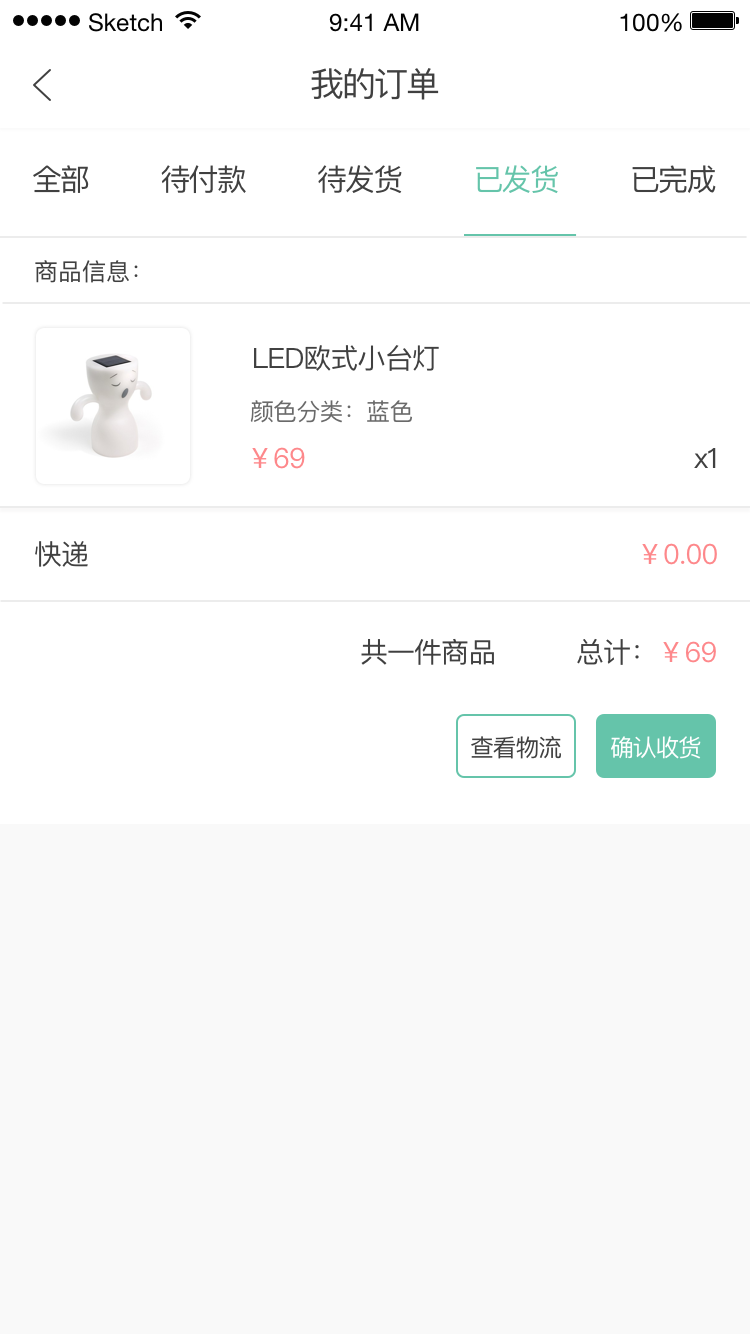 ●●●●● Sketch 9:41 AM 100%
我的订单
全部 待付款 待发货 已发货 已完成
商品信息：
LED欧式小台灯
颜色分类：蓝色
¥ 69 x1
快递 ¥ 0.00
共一件商品 总计： ¥ 69
查看物流 确认收货